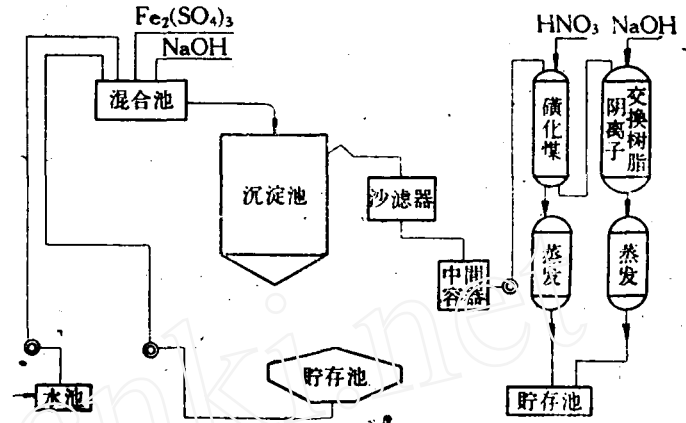 Fe₂(SO₄)₃
NaOH
混合池
沉淀池
沙滤器
中間
容器
HNO₃ NaOH
磺化煤
阴离子
交换树脂
蒸发
蒸发
贮存池
水池
贮存池